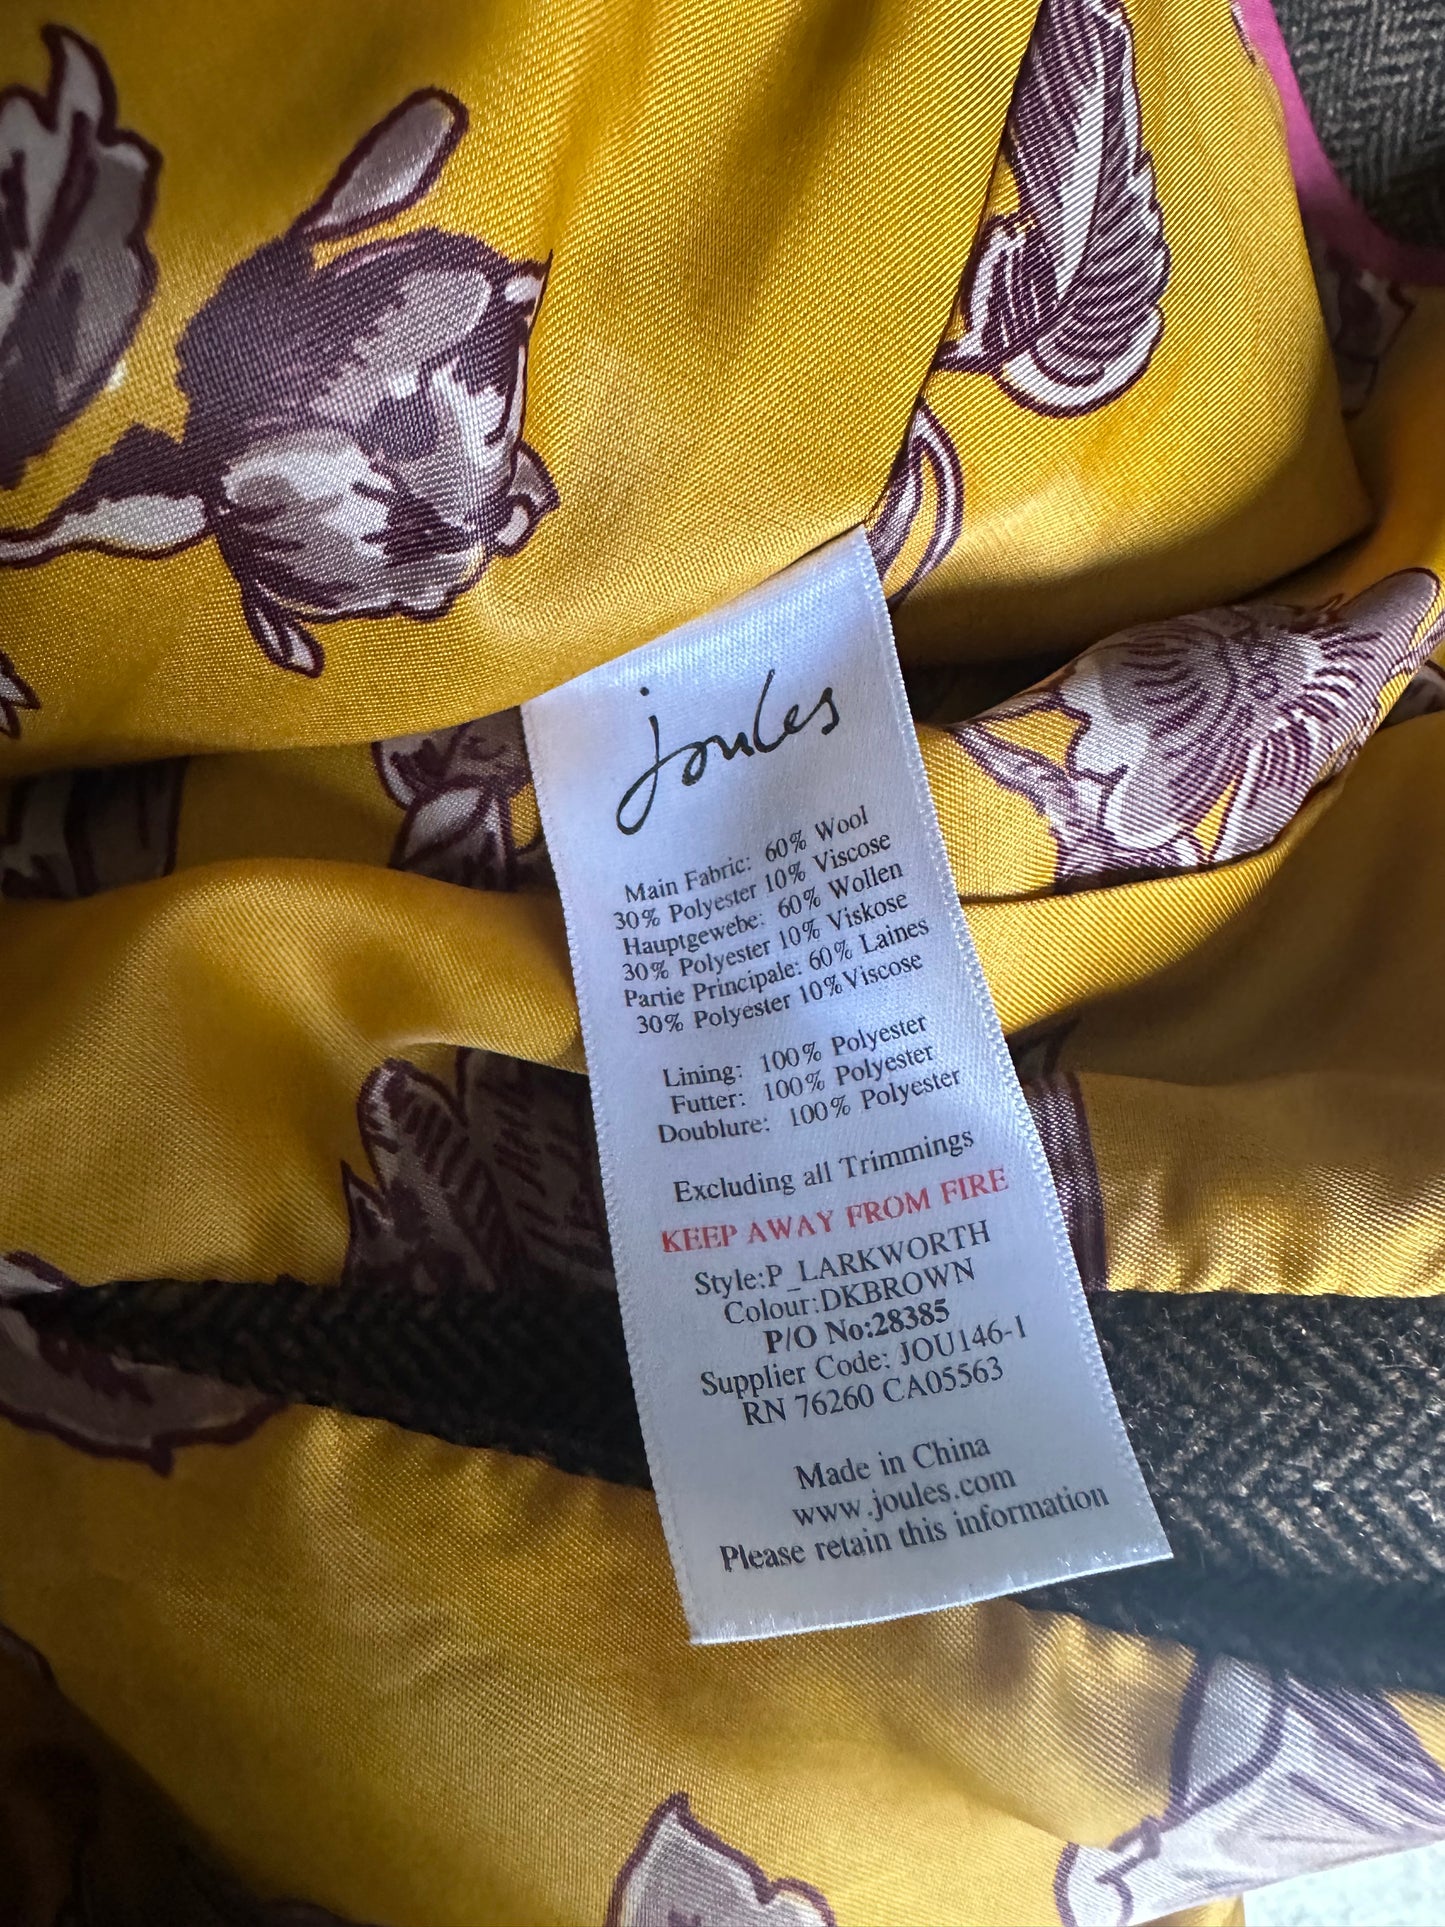 joules
Main Fabric: 60% Wool
30% Polyester 10% Viscose
Hauptgewebe: 60% Wollen
30% Polyester 10% Viskose
Partie Principale: 60% Laines
30% Polyester 10%Viscose
Lining: 100% Polyester
Futter: 100% Polyester
Doublure: 100% Polyester
Excluding all Trimmings
KEEP AWAY FROM FIRE
Style:P_LARKWORTH
Colour:DKBROWN
P/O No:28385
Supplier Code: JOU146-1
RN 76260 CA05563
Made in China
www.joules.com
Please retain this information